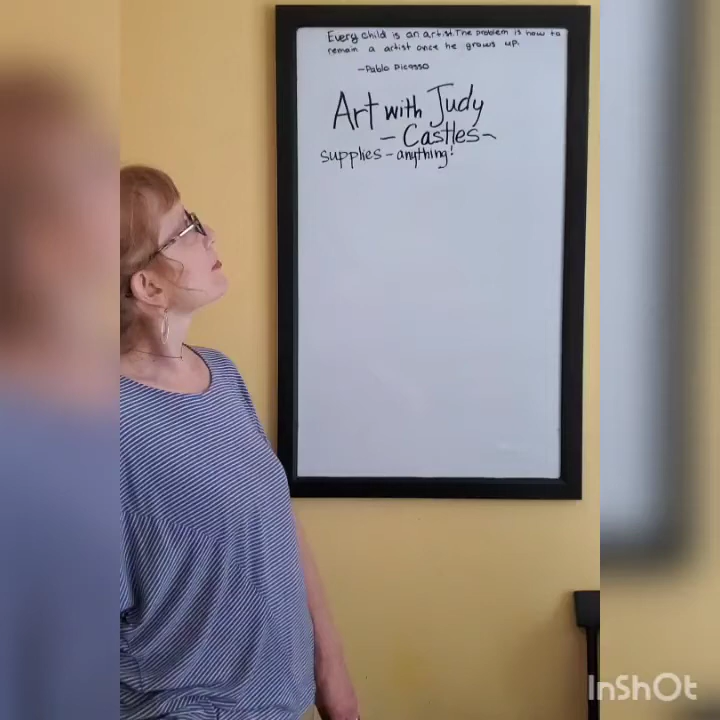 Every child is an artist. The problem is how to
remain a artist once he grows up.
-Pablo Picasso
Art with Judy
- Castles ~
supplies - anything!
InShOt